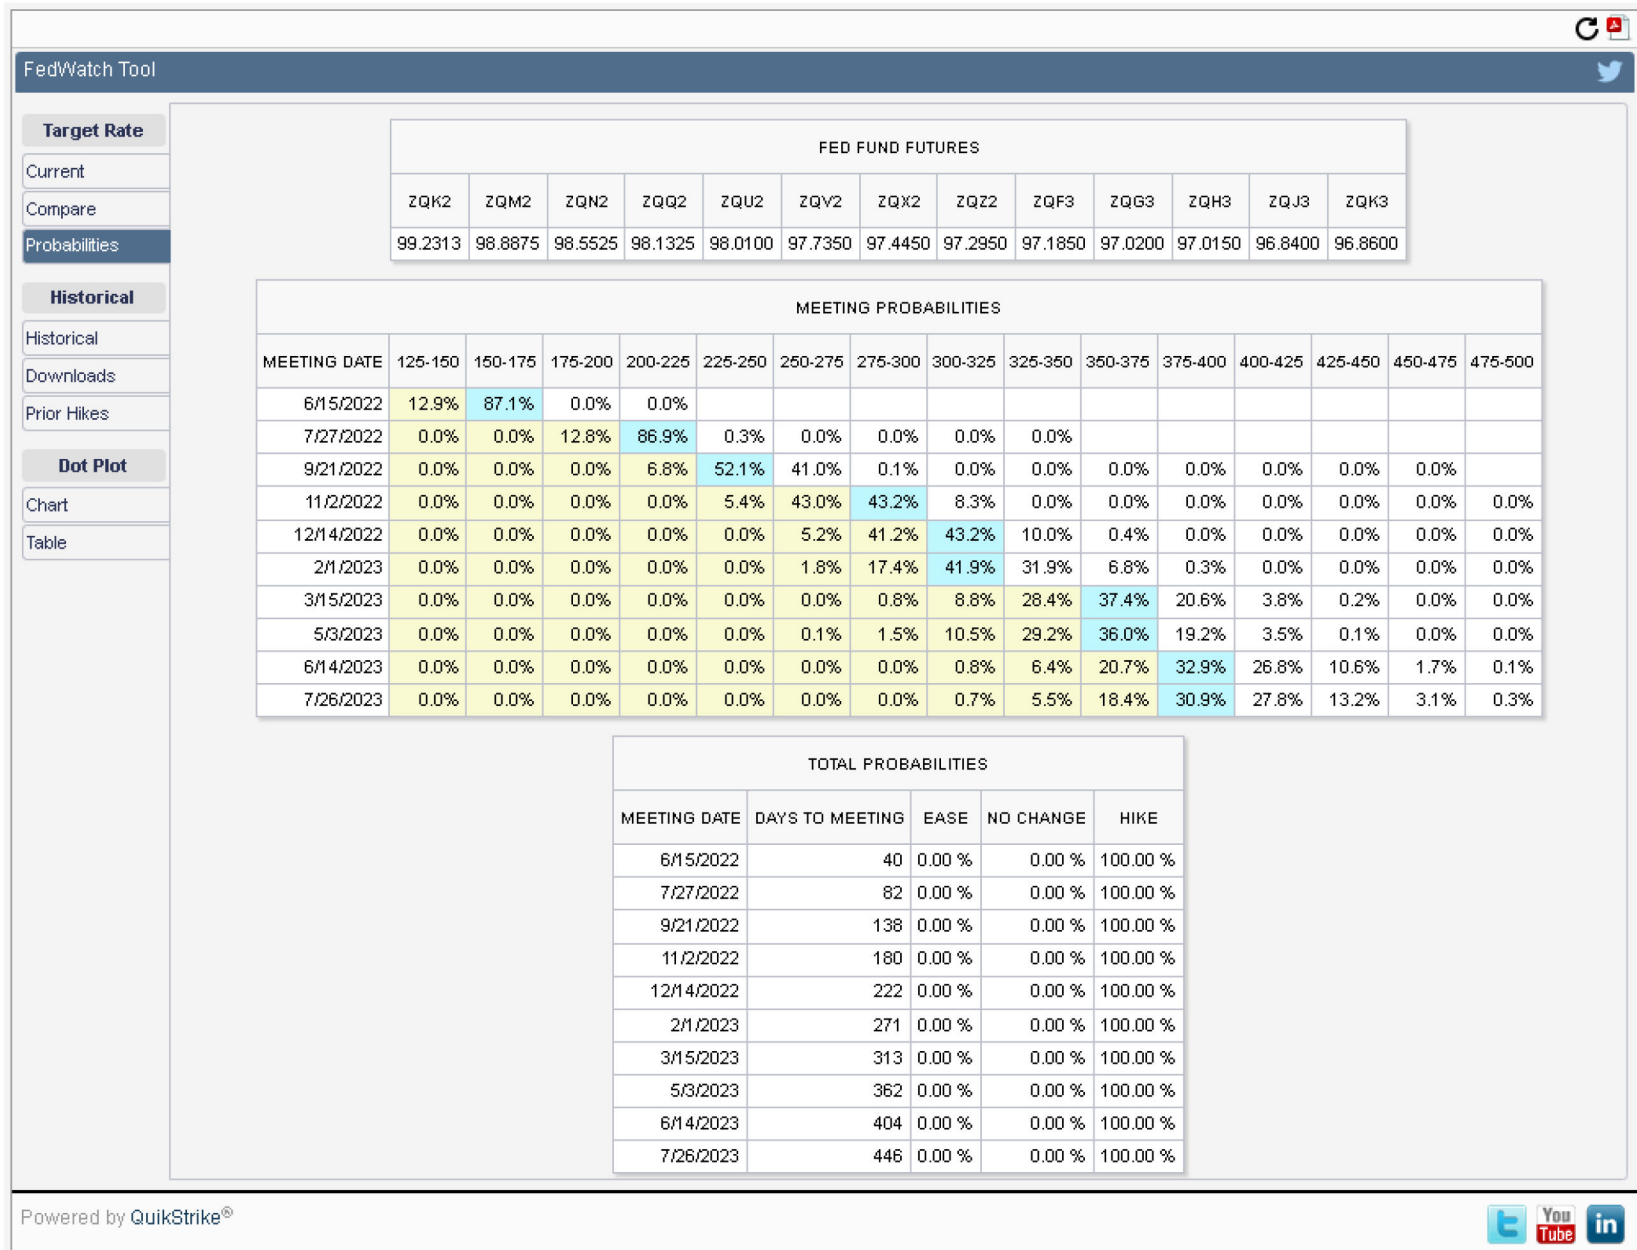 FedWatch Tool
Target Rate
Current
Compare
Probabilities
Historical
Historical
Downloads
Prior Hikes
Dot Plot
Chart
Table
FED FUND FUTURES
ZQK2 ZQM2 ZQN2 ZQQ2 ZQU2 ZQV2 ZQX2 ZQZ2 ZQF3 ZQG3 ZQH3 ZQJ3 ZQK3
99.2313 98.8875 98.5525 98.1325 98.0100 97.7350 97.4450 97.2950 97.1850 97.0200 97.0150 96.8400 96.8600
MEETING PROBABILITIES
MEETING DATE 125-150 150-175 175-200 200-225 225-250 250-275 275-300 300-325 325-350 350-375 375-400 400-425 425-450 450-475 475-500
6/15/2022 12.9% 87.1% 0.0% 0.0%
7/27/2022 0.0% 0.0% 12.8% 86.9% 0.3% 0.0% 0.0% 0.0% 0.0%
9/21/2022 0.0% 0.0% 0.0% 6.8% 52.1% 41.0% 0.1% 0.0% 0.0% 0.0% 0.0% 0.0% 0.0% 0.0%
11/2/2022 0.0% 0.0% 0.0% 0.0% 5.4% 43.0% 43.2% 8.3% 0.0% 0.0% 0.0% 0.0% 0.0% 0.0% 0.0%
12/14/2022 0.0% 0.0% 0.0% 0.0% 0.0% 5.2% 41.2% 43.2% 10.0% 0.4% 0.0% 0.0% 0.0% 0.0% 0.0%
2/1/2023 0.0% 0.0% 0.0% 0.0% 0.0% 1.8% 17.4% 41.9% 31.9% 6.8% 0.3% 0.0% 0.0% 0.0% 0.0%
3/15/2023 0.0% 0.0% 0.0% 0.0% 0.0% 0.0% 0.8% 8.8% 28.4% 37.4% 20.6% 3.8% 0.2% 0.0% 0.0%
5/3/2023 0.0% 0.0% 0.0% 0.0% 0.0% 0.1% 1.5% 10.5% 29.2% 36.0% 19.2% 3.5% 0.1% 0.0% 0.0%
6/14/2023 0.0% 0.0% 0.0% 0.0% 0.0% 0.0% 0.0% 0.8% 6.4% 20.7% 32.9% 26.8% 10.6% 1.7% 0.1%
7/26/2023 0.0% 0.0% 0.0% 0.0% 0.0% 0.0% 0.0% 0.7% 5.5% 18.4% 30.9% 27.8% 13.2% 3.1% 0.3%
TOTAL PROBABILITIES
MEETING DATE DAYS TO MEETING EASE NO CHANGE HIKE
6/15/2022 40 0.00 % 0.00 % 100.00 %
7/27/2022 82 0.00 % 0.00 % 100.00 %
9/21/2022 138 0.00 % 0.00 % 100.00 %
11/2/2022 180 0.00 % 0.00 % 100.00 %
12/14/2022 222 0.00 % 0.00 % 100.00 %
2/1/2023 271 0.00 % 0.00 % 100.00 %
3/15/2023 313 0.00 % 0.00 % 100.00 %
5/3/2023 362 0.00 % 0.00 % 100.00 %
6/14/2023 404 0.00 % 0.00 % 100.00 %
7/26/2023 446 0.00 % 0.00 % 100.00 %
Powered by QuikStrike®
You
Tube
in